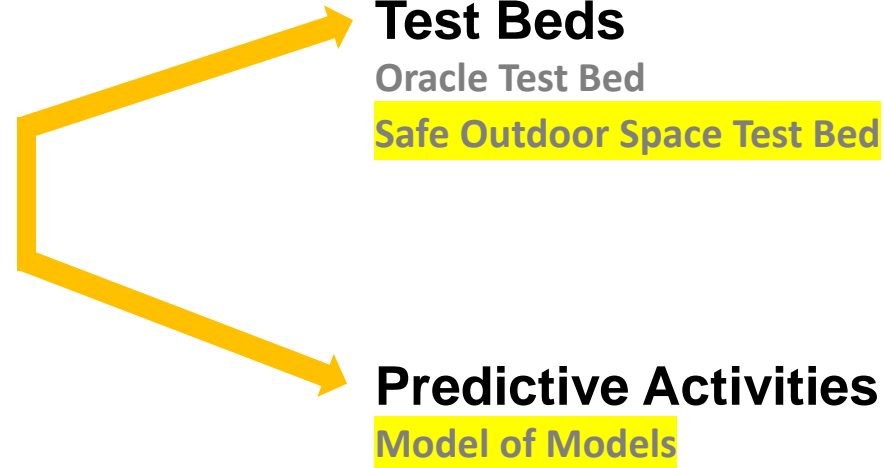 Test Beds
Oracle Test Bed
Safe Outdoor Space Test Bed
Predictive Activities
Model of Models